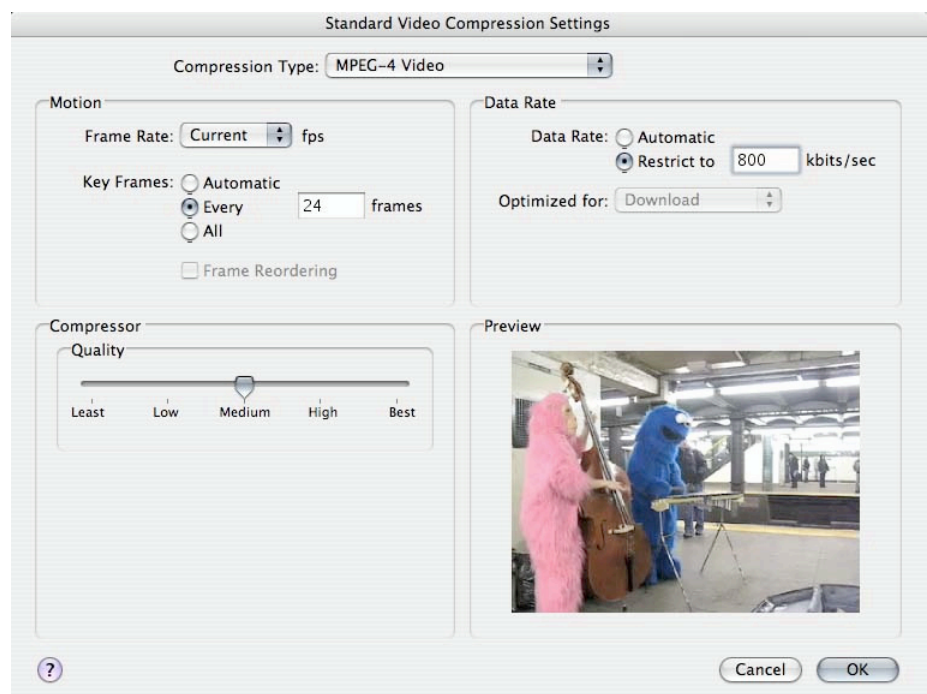 Standard Video Compression Settings
Compression Type: MPEG-4 Video
Motion
Frame Rate: Current fps
Key Frames: Automatic
Every 24 frames
All
Frame Reordering
Data Rate
Data Rate: Automatic
Restrict to 800 kbits/sec
Optimized for: Download
Compressor
Quality
Least Low Medium High Best
Preview
?
Cancel OK